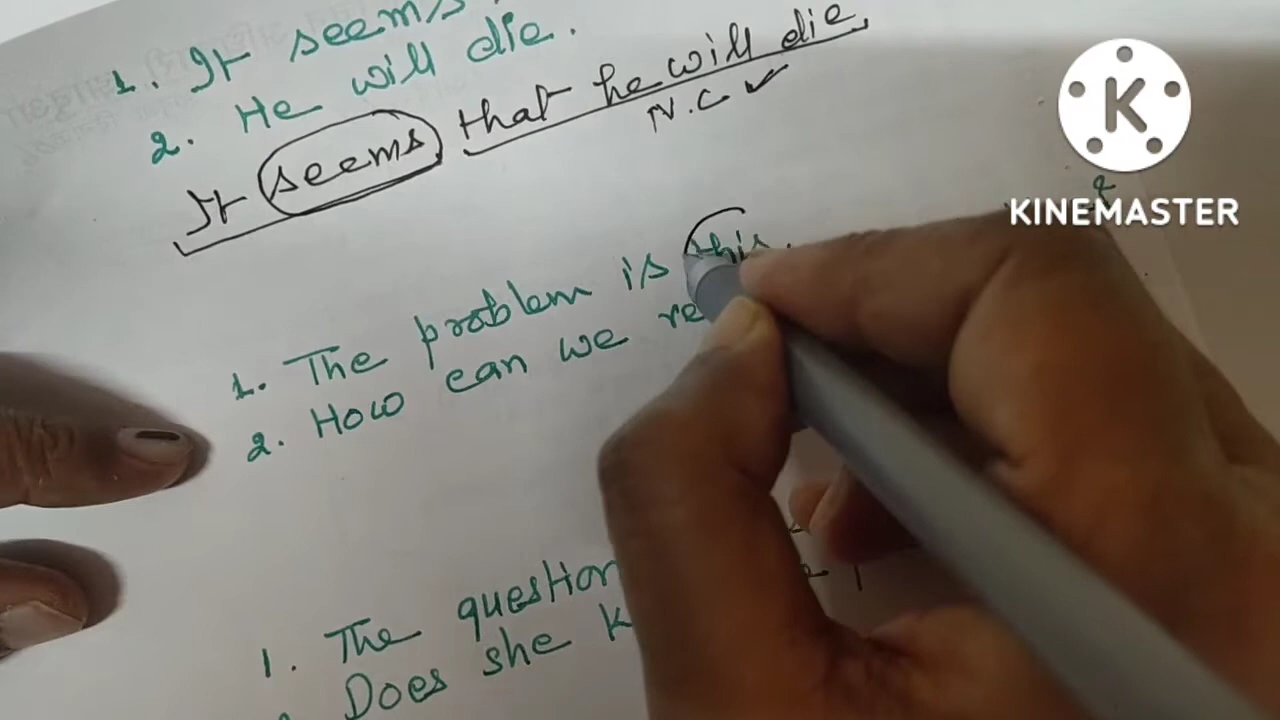 1. It seems
2. He will die.
It seems that he will die
N.C ✓
K
KINEMASTER
1. The problem is this.
2. How can we
1. The question
Does she